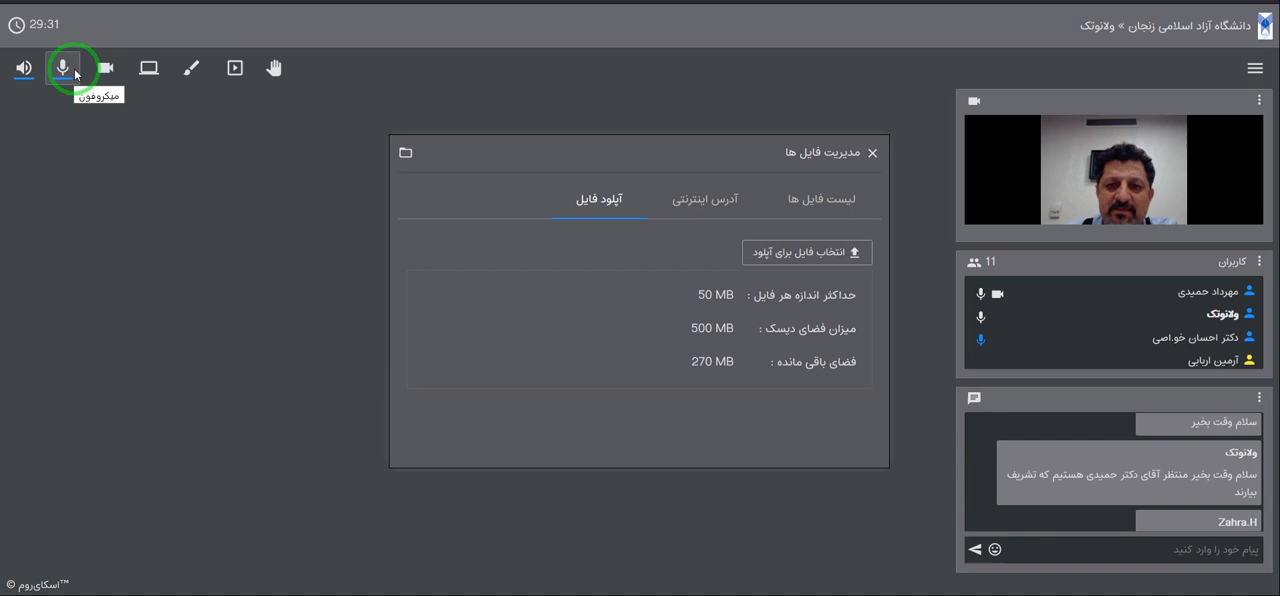 29:31
دانشگاه آزاد اسلامی زنجان » ولانوتک
میکروفون
مدیریت فایل ها
لیست فایل ها
آدرس اینترنتی
آپلود فایل
انتخاب فایل برای آپلود
حداکثر اندازه هر فایل : 50 MB
میزان فضای دیسک : 500 MB
فضای باقی مانده : 270 MB
کاربران
11
مهرداد حمیدی
ولانوتک
دکتر احسان خو.اصی
آرمین اربابی
سلام وقت بخیر
ولانوتک
سلام وقت بخیر منتظر آقای دکتر حمیدی هستیم که تشریف
بیارند
Zahra.H
پیام خود را وارد کنید
© اسکای‌روم™